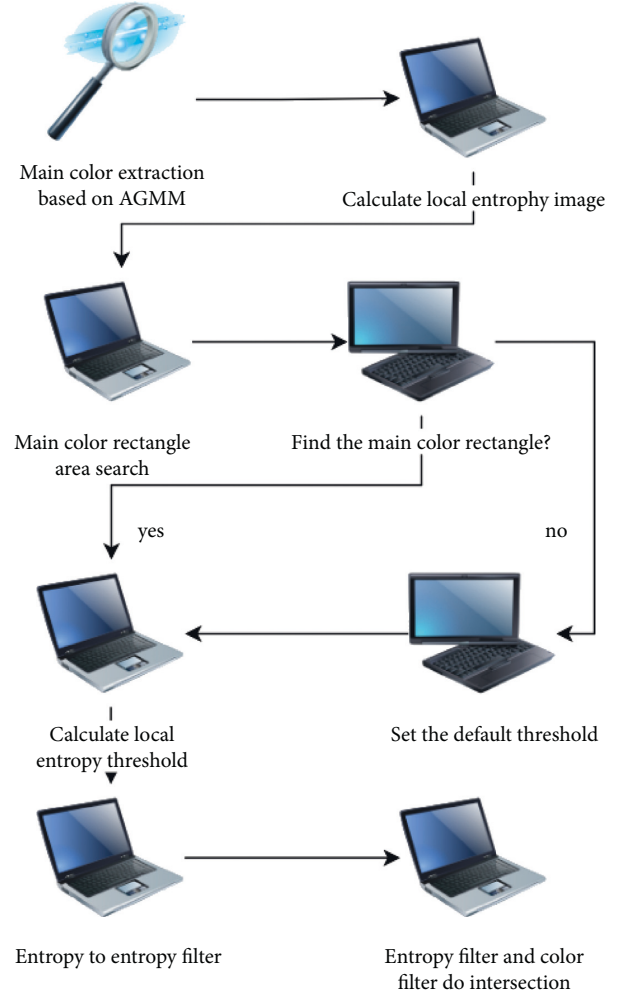 Main color extraction
based on AGMM
Calculate local entrophy image
Main color rectangle
area search
Find the main color rectangle?
yes
no
Calculate local
entropy threshold
Set the default threshold
Entropy to entropy filter
Entropy filter and color
filter do intersection